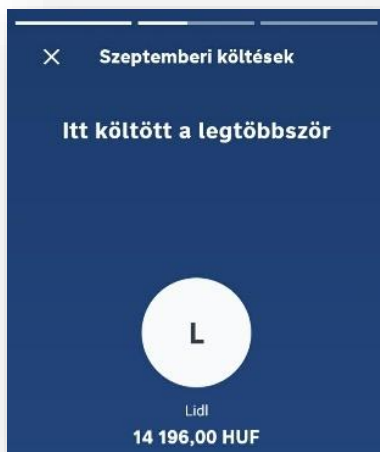 Szeptemberi költések
Itt költött a legtöbbször
L
Lidl
14 196,00 HUF